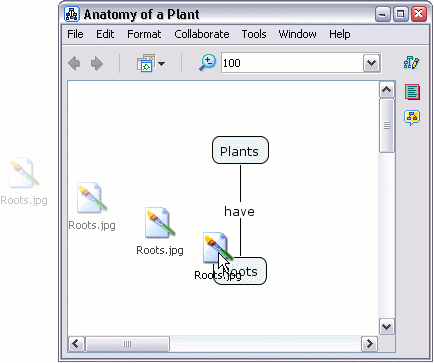 Anatomy of a Plant
File Edit Format Collaborate Tools Window Help
100
Plants
have
Roots.jpg
Roots.jpg
Roots.jpg
Roots.jpg
Roots